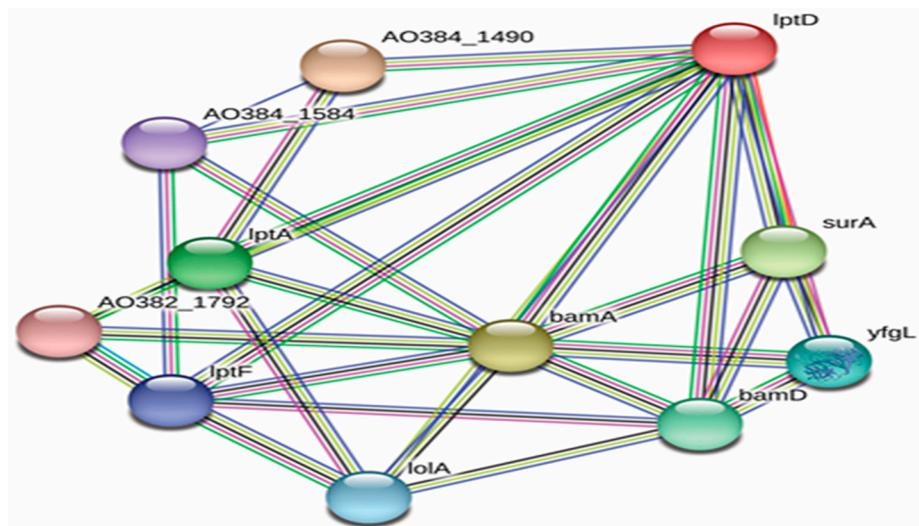 lptD
AO384_1490
AO384_1584
surA
lptA
AO382_1792
bamA
yfgL
lptF
bamD
lolA